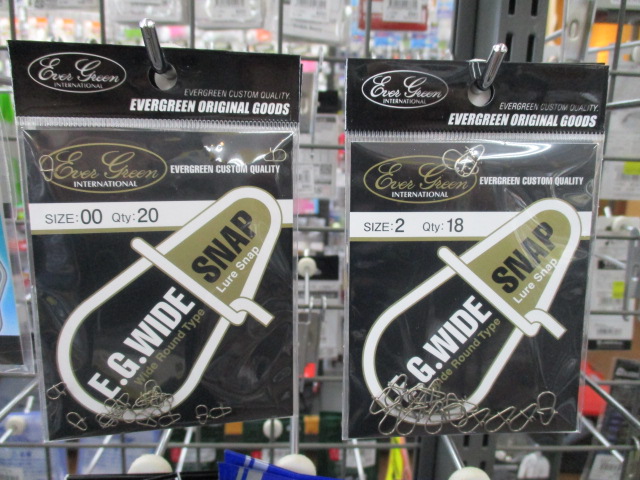 Ever Green
INTERNATIONAL
EVERGREEN CUSTOM QUALITY.
EVERGREEN ORIGINAL GOODS
Ever Green
INTERNATIONAL
EVERGREEN CUSTOM QUALITY
SIZE:00 Qty:20
E.G.WIDE
SNAP
Wide Round Type
Lure Snap
Ever Green
INTERNATIONAL
EVERGREEN CUSTOM QUALITY.
EVERGREEN ORIGINAL GOODS
Ever Green
INTERNATIONAL
EVERGREEN CUSTOM QUALITY
SIZE:2 Qty:18
G.WIDE
SNAP
Wide Round Type
Lure Snap